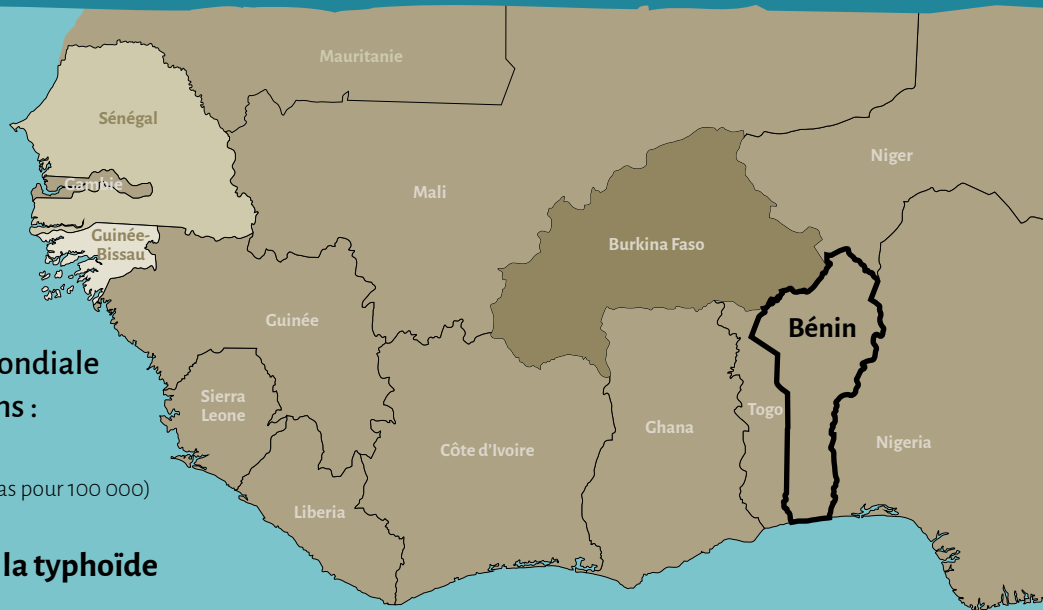 Mauritanie
Sénégal
Niger
Gambie
Mali
Guinée-
Bissau
Burkina Faso
Guinée
Bénin
ondiale
ns :
Sierra
Leone
Togo
Ghana
Nigeria
Côte d'Ivoire
as pour 100 000)
Liberia
la typhoïde